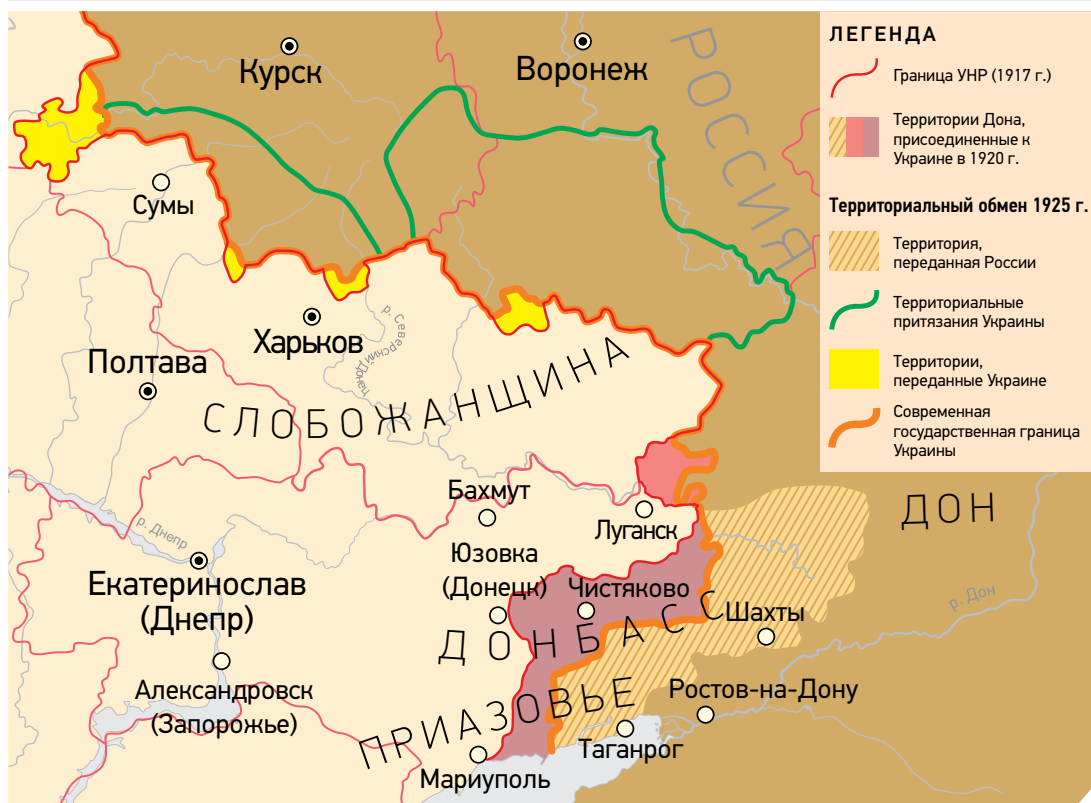 Курск
Воронеж
РОССИЯ
Сумы
Харьков
р. Северский Донец
Полтава
СЛОБОЖАНЩИНА
Бахмут
Луганск
ДОН
р. Днепр
Юзовка
(Донецк)
Чистяково
Екатеринослав
(Днепр)
ДОНБАСС
Шахты
р. Дон
Александровск
(Запорожье)
ПРИАЗОВЬЕ
Ростов-на-Дону
Таганрог
Мариуполь
ЛЕГЕНДА
Граница УНР (1917 г.)
Территории Дона,
присоединенные к
Украине в 1920 г.
Территориальный обмен 1925 г.
Территория,
переданная России
Территориальные
притязания Украины
Территории,
переданные Украине
Современная
государственная граница
Украины